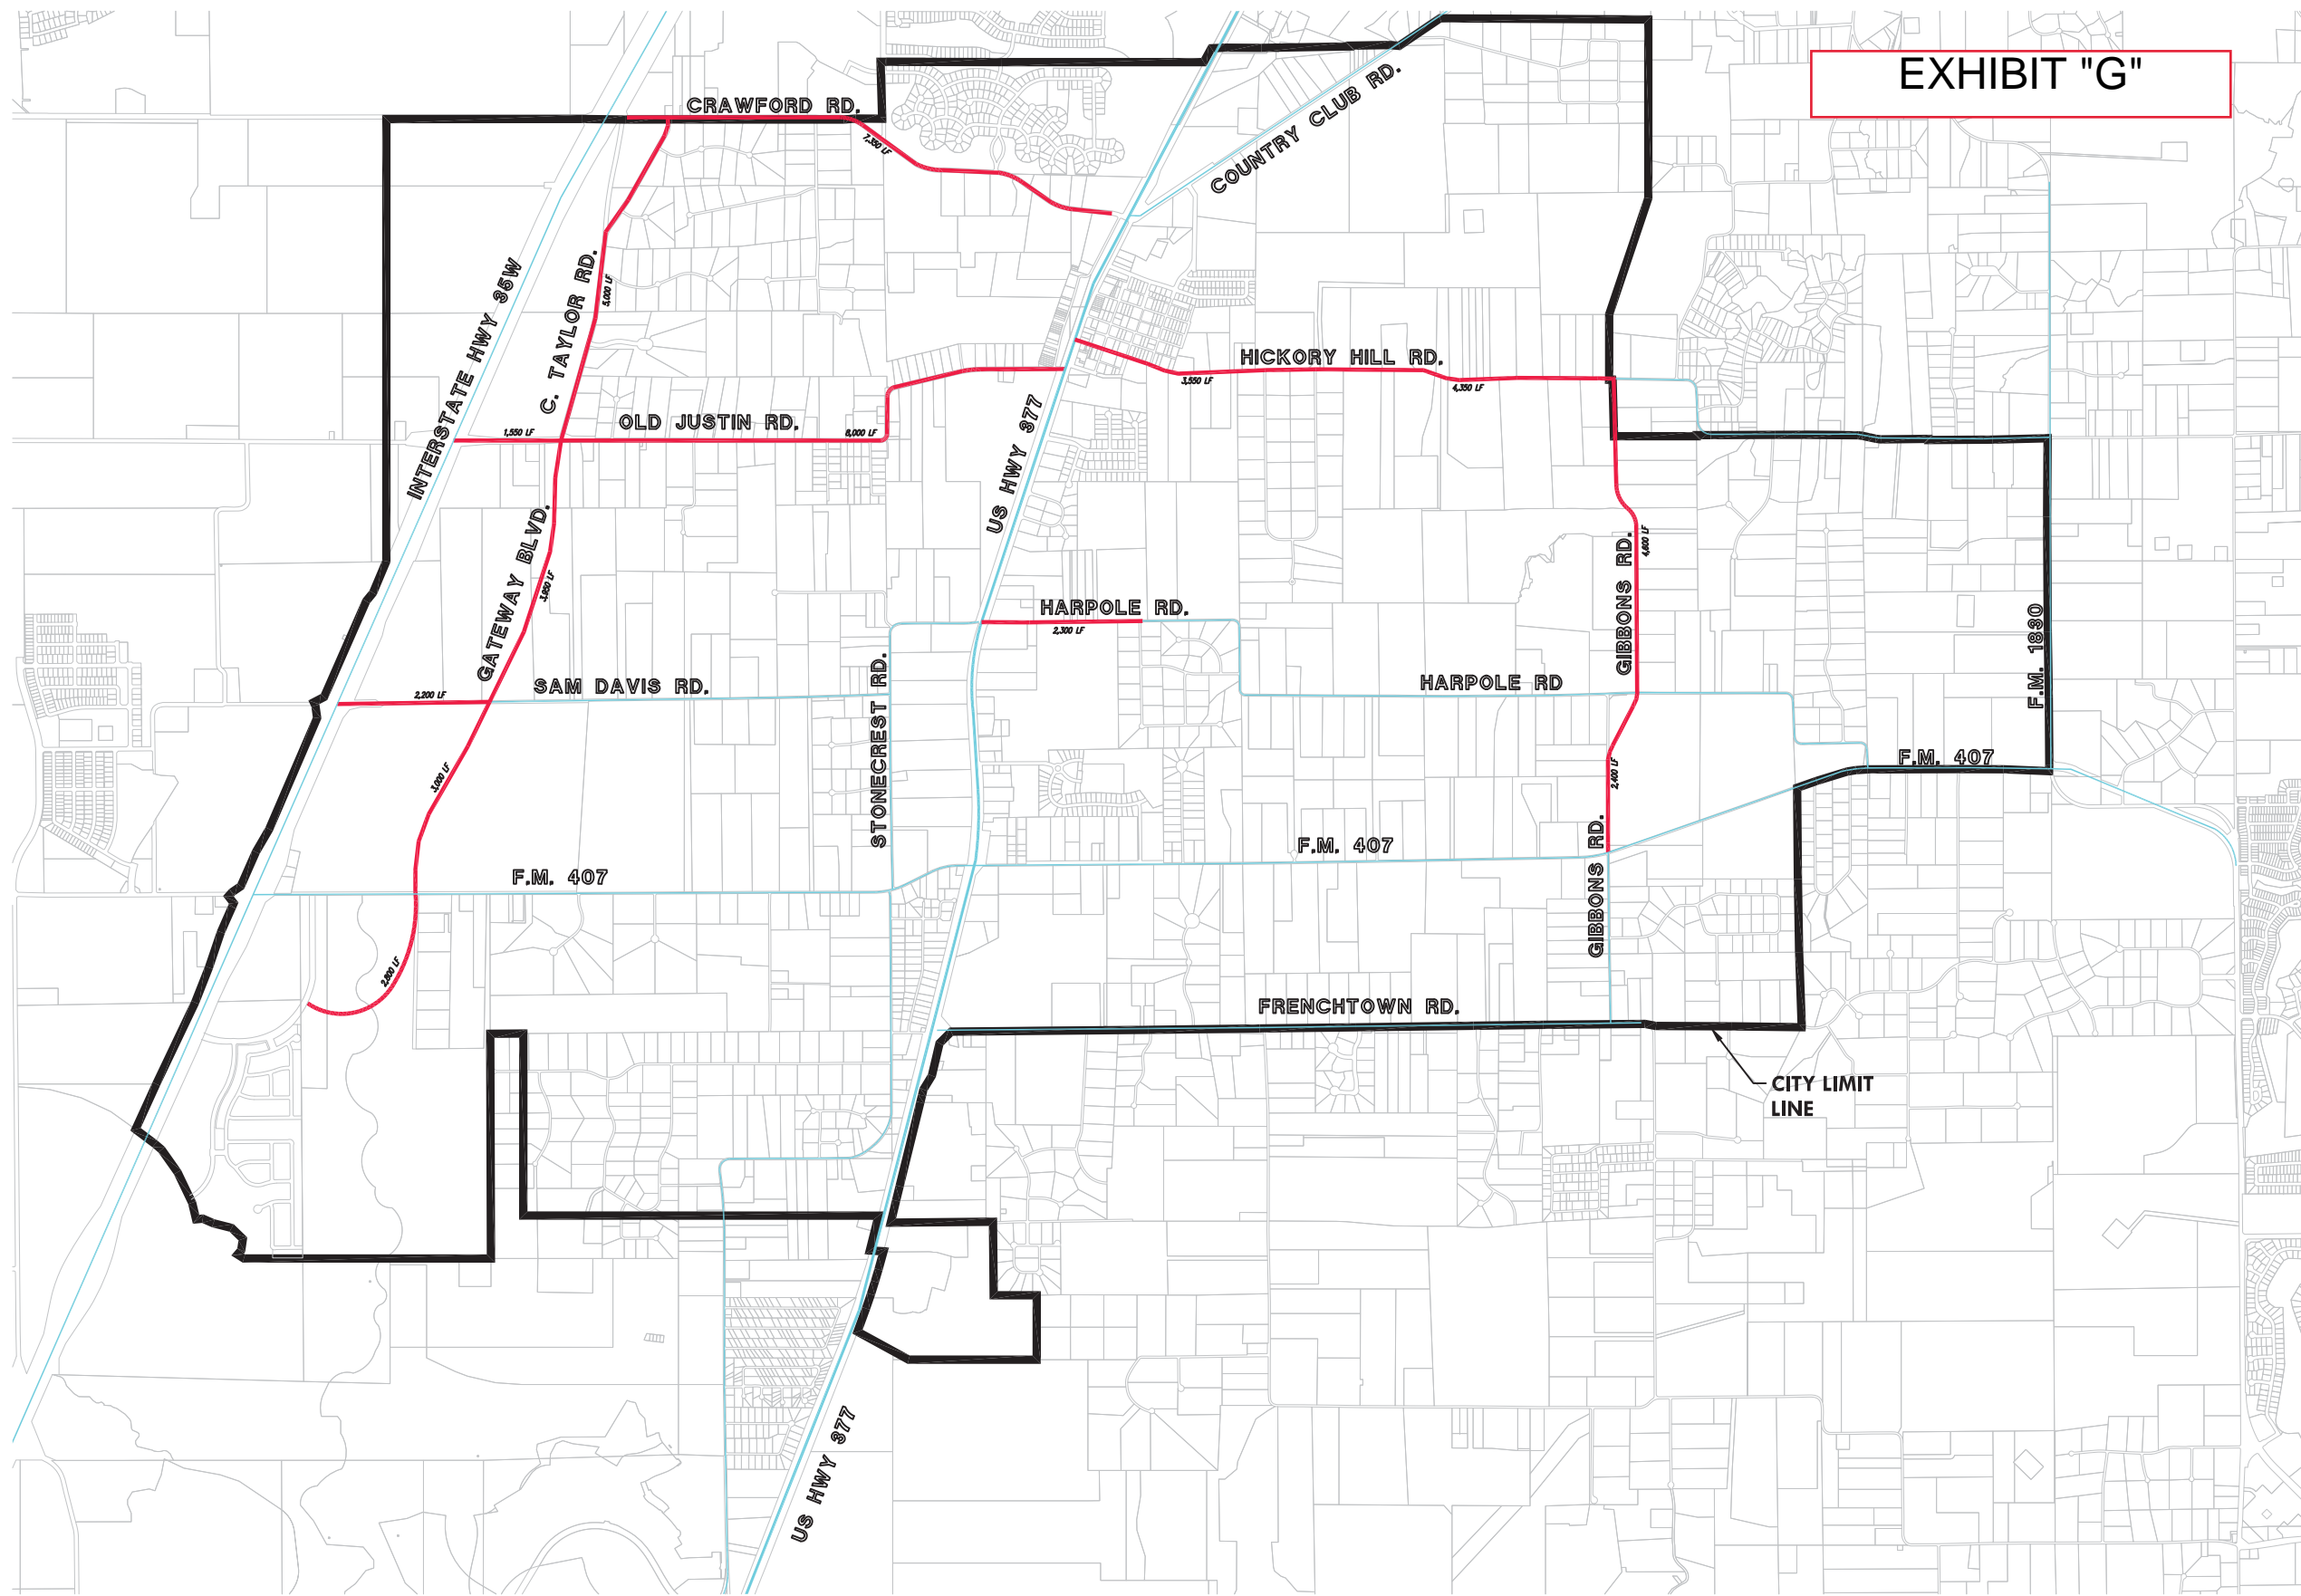 EXHIBIT "G"
CRAWFORD RD.
7,350 LF
COUNTRY CLUB RD.
INTERSTATE HWY 35W
C. TAYLOR RD.
5,000 LF
HICKORY HILL RD.
3,550 LF
4,350 LF
OLD JUSTIN RD.
1,550 LF
6,000 LF
US HWY 377
GATEWAY BLVD.
3,950 LF
GIBBONS RD.
4,600 LF
HARPOLE RD.
2,300 LF
F.M. 1830
SAM DAVIS RD.
2,200 LF
STONECREST RD.
HARPOLE RD
3,000 LF
2,400 LF
F.M. 407
F.M. 407
F.M. 407
GIBBONS RD.
2,800 LF
FRENCHTOWN RD.
CITY LIMIT
LINE
US HWY 377